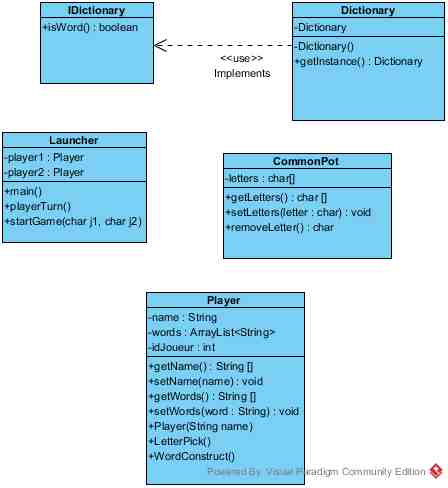 IDictionary
+isWord() : boolean
Dictionary
-Dictionary
-Dictionary()
+getInstance() : Dictionary
<<use>>
Implements
Launcher
-player1 : Player
-player2 : Player
+main()
+playerTurn()
+startGame(char j1, char j2)
CommonPot
-letters : char[]
+getLetters() : char []
+setLetters(letter : char) : void
+removeLetter() : char
Player
-name : String
-words : ArrayList<String>
-idJoueur : int
+getName() : String []
+setName(name) : void
+getWords() : String []
+setWords(word : String) : void
+Player(String name)
+LetterPick()
+WordConstruct()
Powered By Visual Paradigm Community Edition